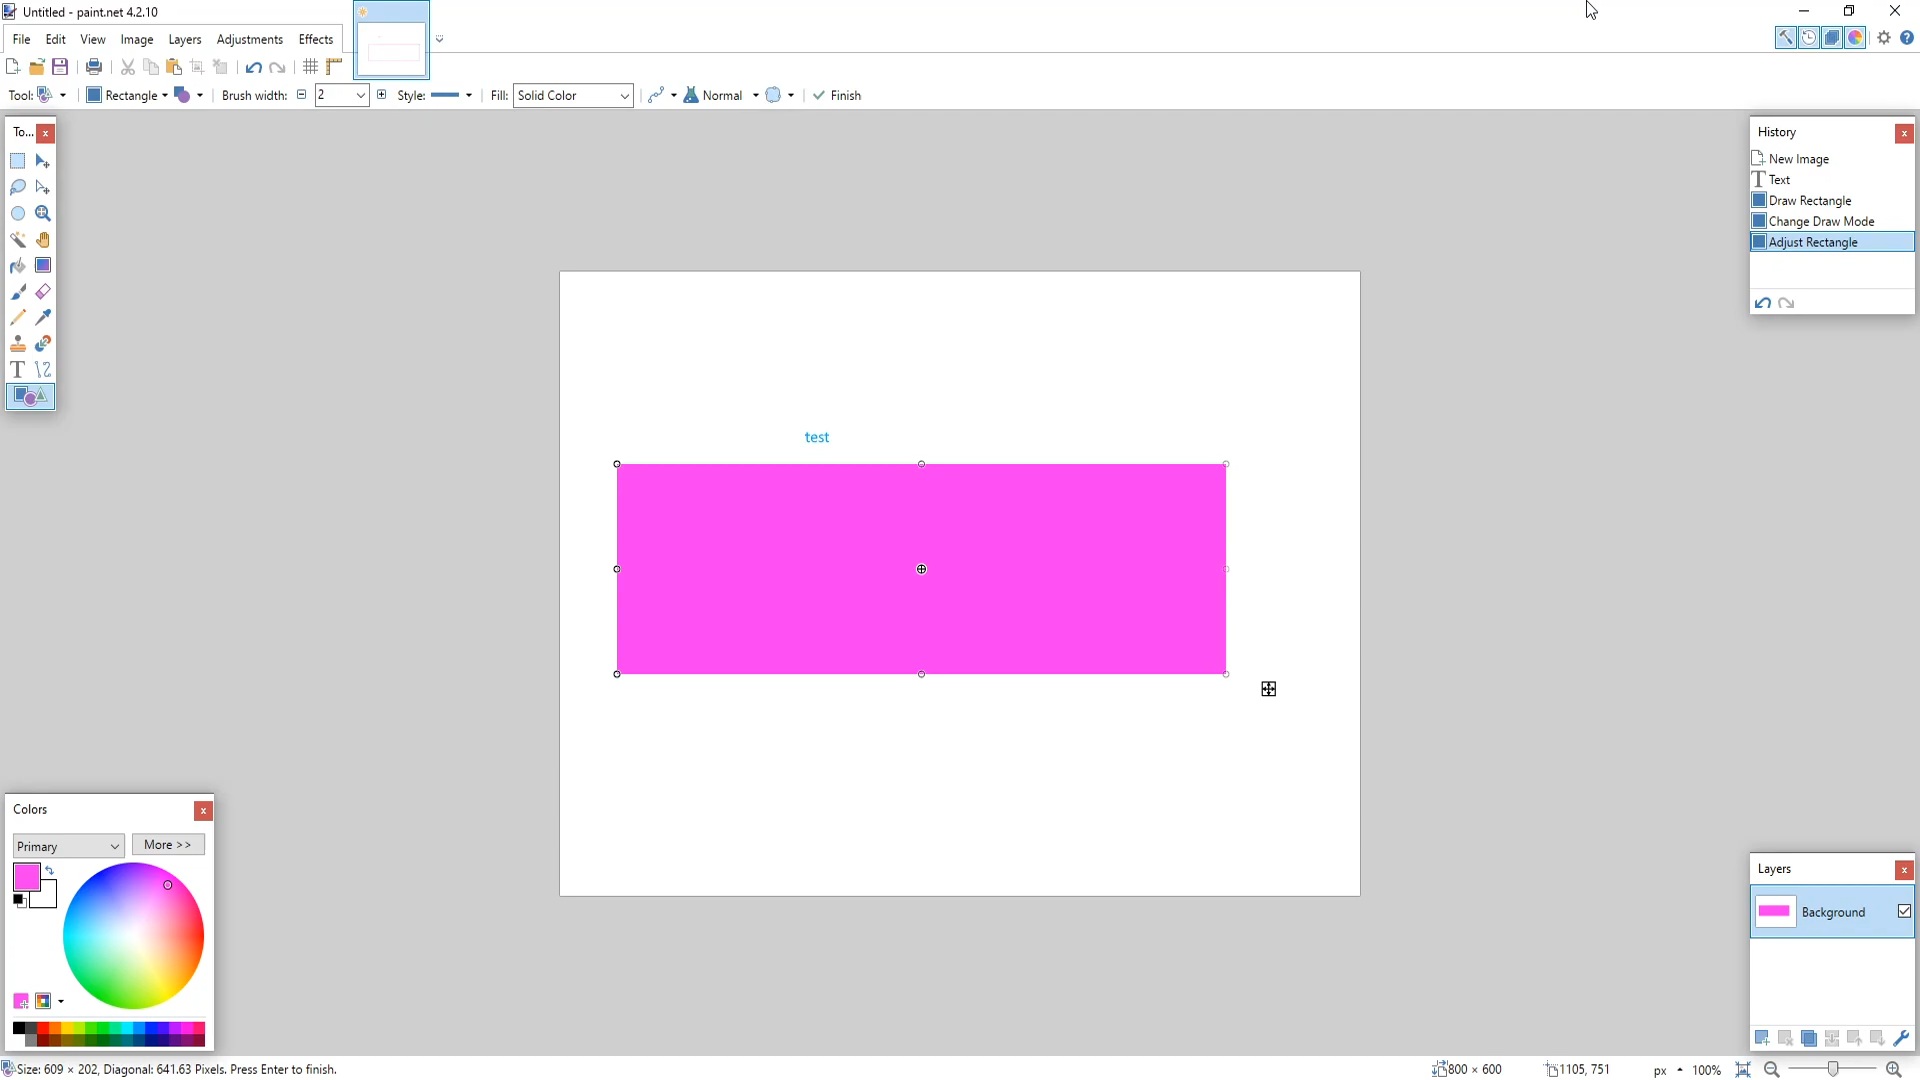 Untitled - paint.net 4.2.10
File Edit View Image Layers Adjustments Effects
Tool: Rectangle Brush width: 2 Style: Fill: Solid Color Normal Finish
To...
History
New Image
Text
Draw Rectangle
Change Draw Mode
Adjust Rectangle
test
Colors
Primary More >>
Layers
Background
Size: 609 × 202, Diagonal: 641.63 Pixels. Press Enter to finish.
800 × 600 1105, 751 px 100%